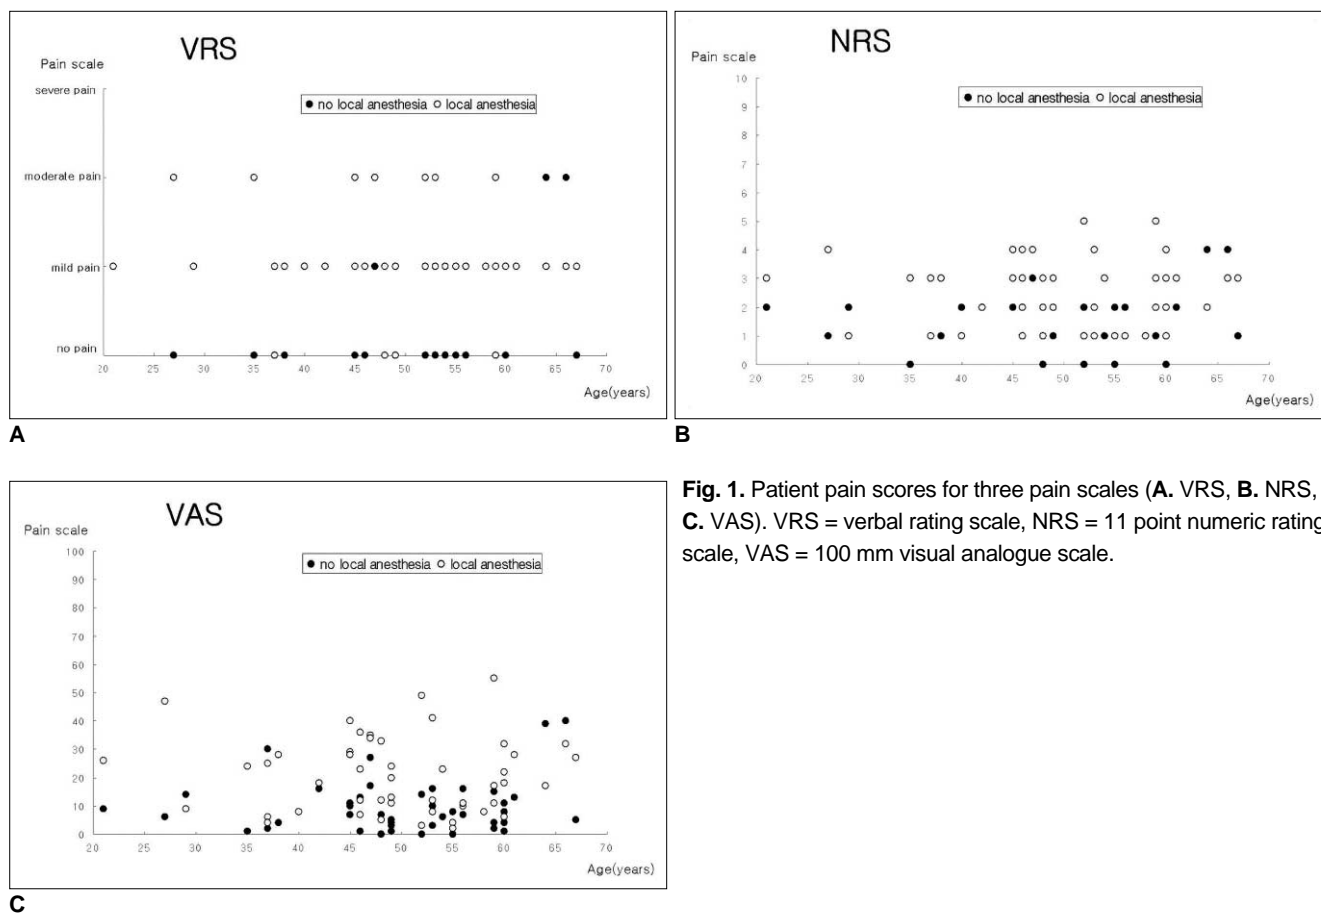 VRS
Pain scale
severe pain
● no local anesthesia ○ local anesthesia
moderate pain
mild pain
no pain
20 25 30 35 40 45 50 55 60 65 70
Age(years)
A
NRS
Pain scale
10
● no local anesthesia ○ local anesthesia
9
8
7
6
5
4
3
2
1
0
20 25 30 35 40 45 50 55 60 65 70
Age(years)
B
VAS
Pain scale
100
● no local anesthesia ○ local anesthesia
90
80
70
60
50
40
30
20
10
0
20 25 30 35 40 45 50 55 60 65 70
Age(years)
C
Fig. 1. Patient pain scores for three pain scales (A. VRS, B. NRS,
C. VAS). VRS = verbal rating scale, NRS = 11 point numeric rating
scale, VAS = 100 mm visual analogue scale.